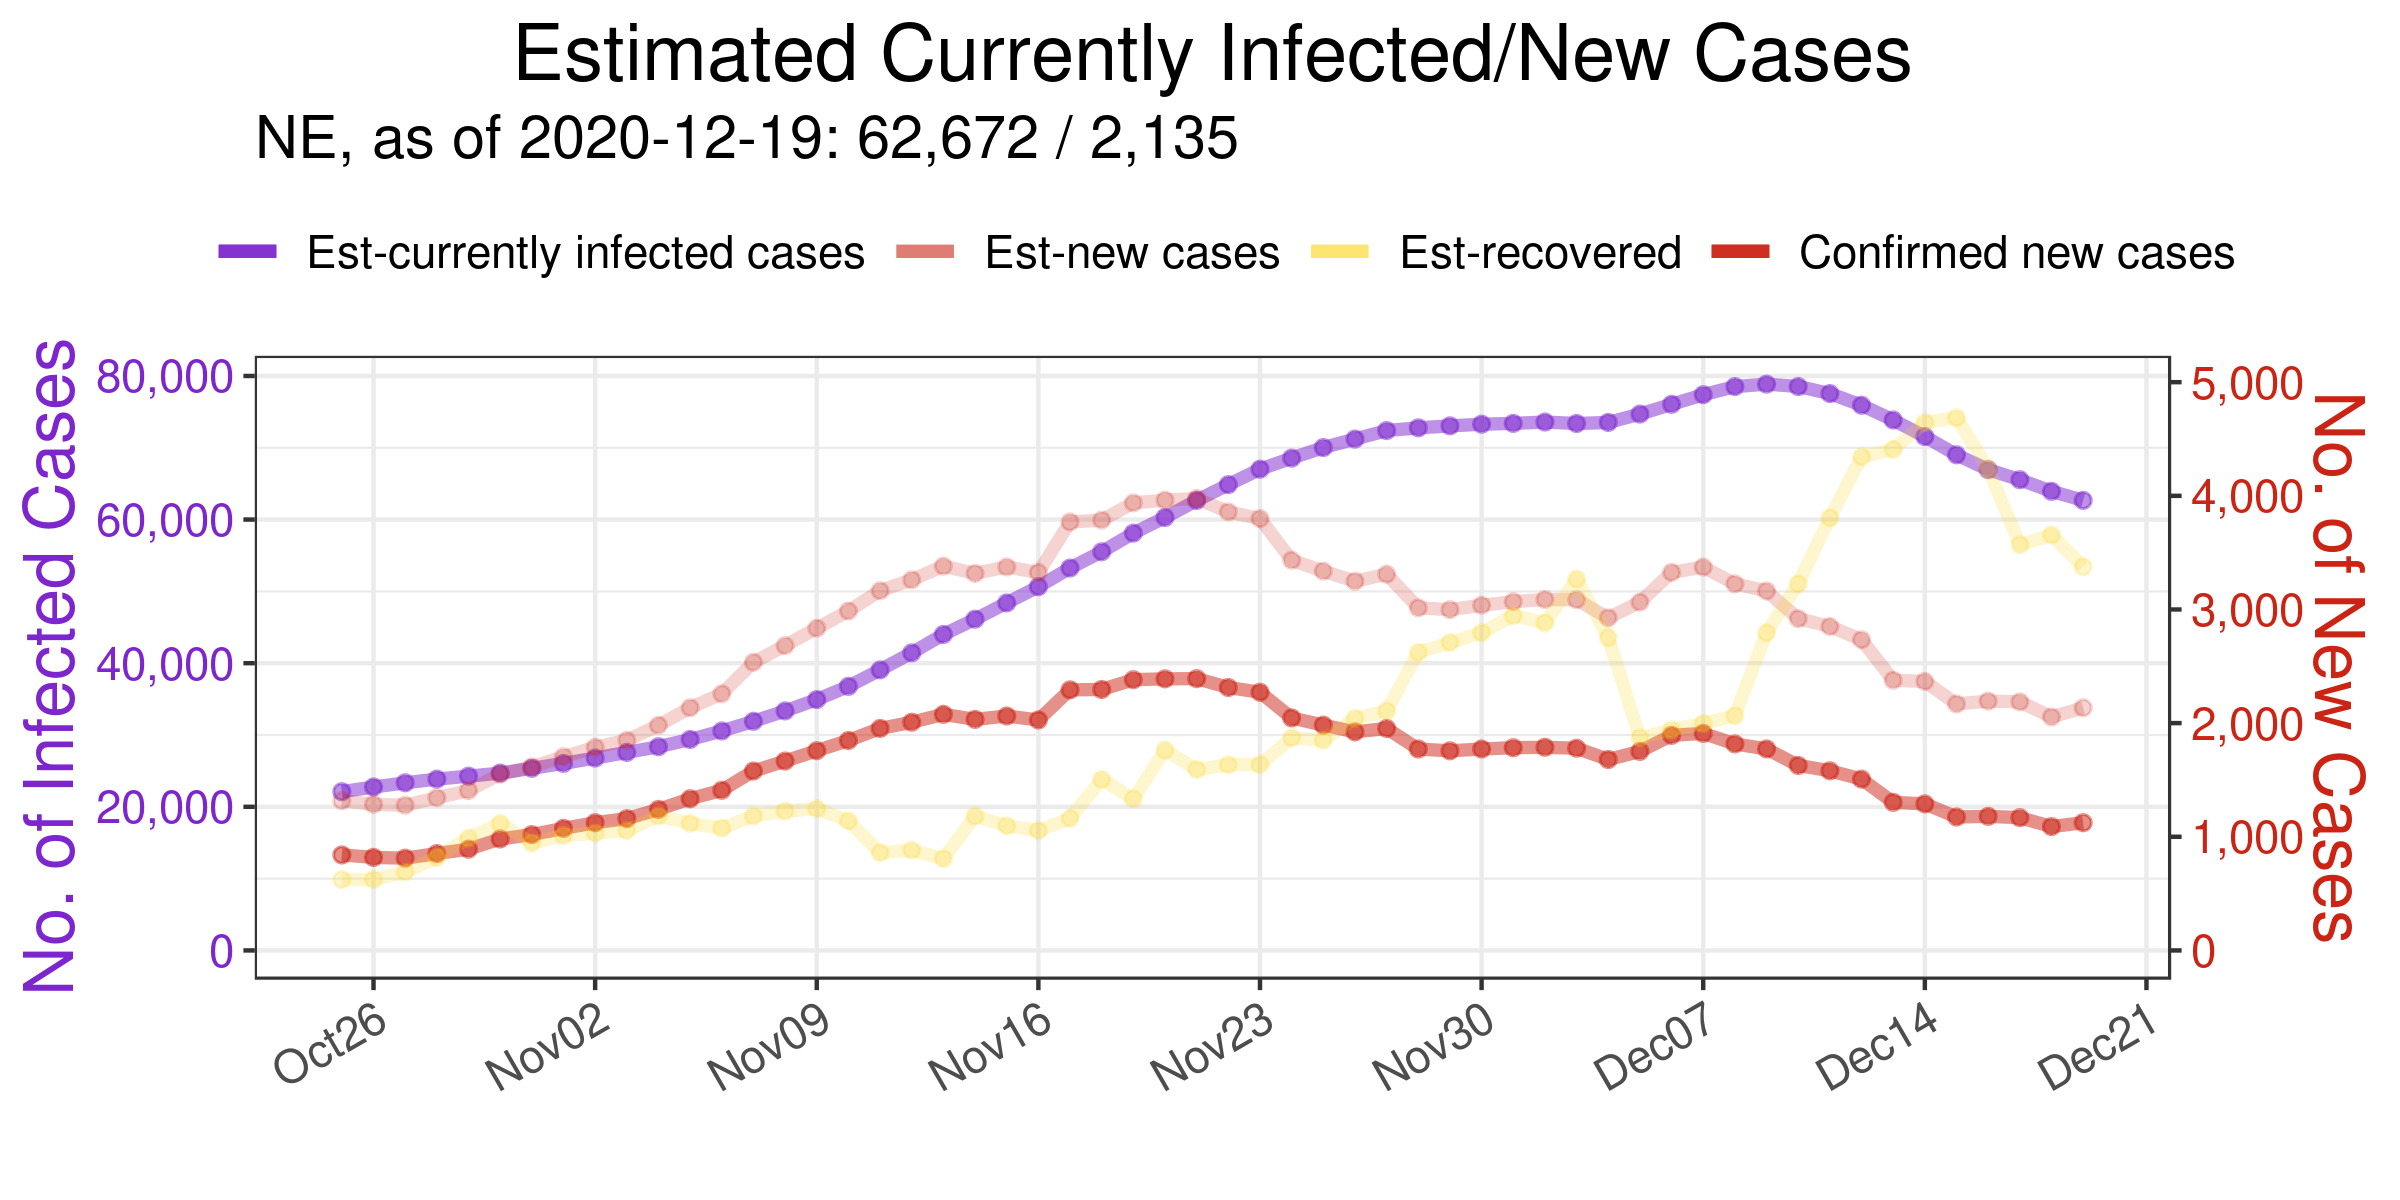 Estimated Currently Infected/New Cases
NE, as of 2020-12-19: 62,672 / 2,135
Est-currently infected cases Est-new cases Est-recovered Confirmed new cases
No. of Infected Cases
80,000
60,000
40,000
20,000
0
5,000
4,000
3,000
2,000
1,000
0
No. of New Cases
Oct26 Nov02 Nov09 Nov16 Nov23 Nov30 Dec07 Dec14 Dec21